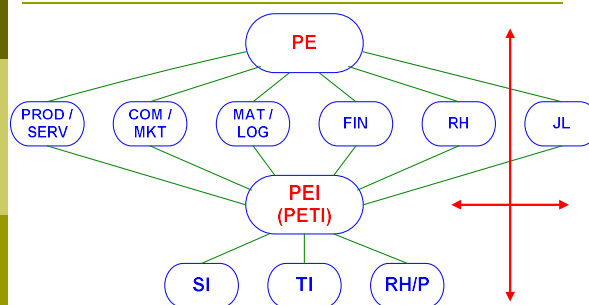 PE
PROD /
SERV
COM /
MKT
MAT /
LOG
FIN
RH
JL
PEI
(PETI)
SI
TI
RH/P